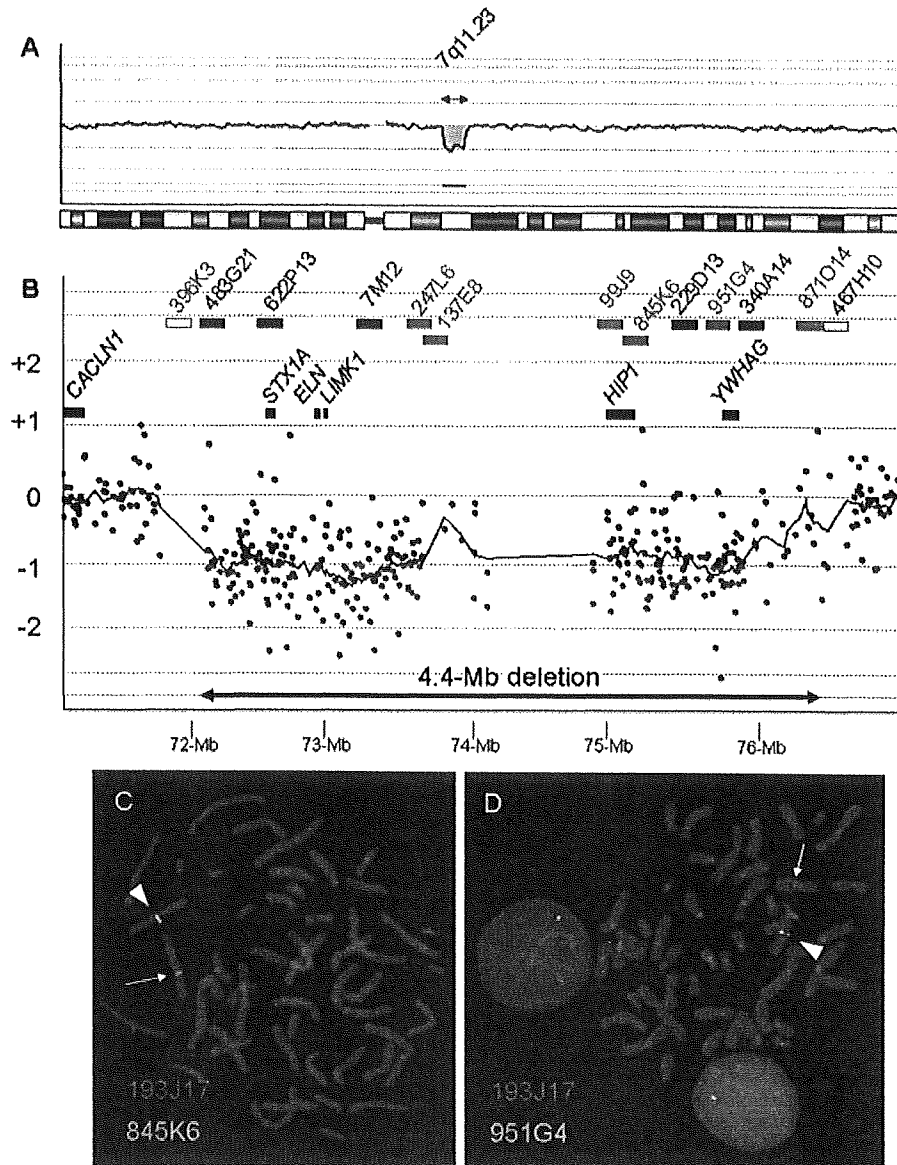 A
7q11.23
B
396K3
483G21
622P13
7M12
247L6
137E8
99J9
845K6
229D13
951G4
340A14
871O14
467H10
+2
CACLN1
STX1A
ELN
LIMK1
HIP1
YWHAG
+1
0
-1
-2
4.4-Mb deletion
72-Mb
73-Mb
74-Mb
75-Mb
76-Mb
C
193J17
845K6
D
193J17
951G4